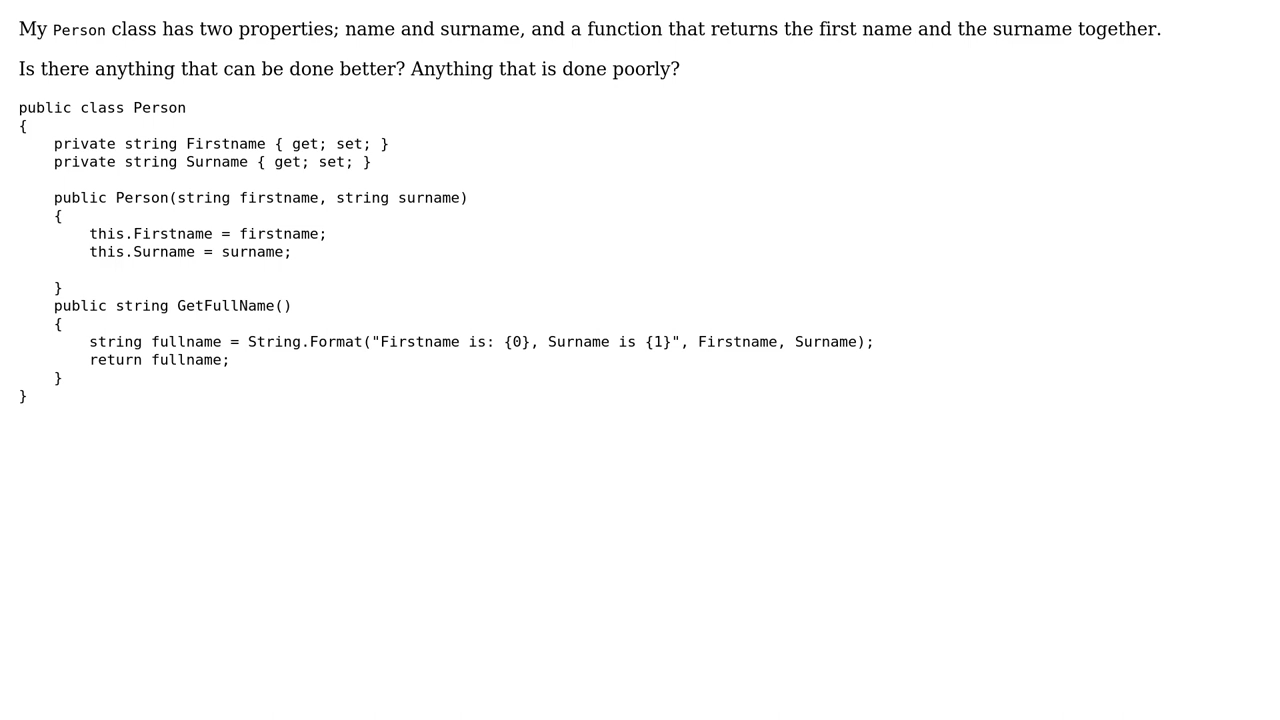 My Person class has two properties; name and surname, and a function that returns the first name and the surname together.
Is there anything that can be done better? Anything that is done poorly?
public class Person
{
    private string Firstname { get; set; }
    private string Surname { get; set; }

    public Person(string firstname, string surname)
    {
        this.Firstname = firstname;
        this.Surname = surname;

    }
    public string GetFullName()
    {
        string fullname = String.Format("Firstname is: {0}, Surname is {1}", Firstname, Surname);
        return fullname;
    }
}